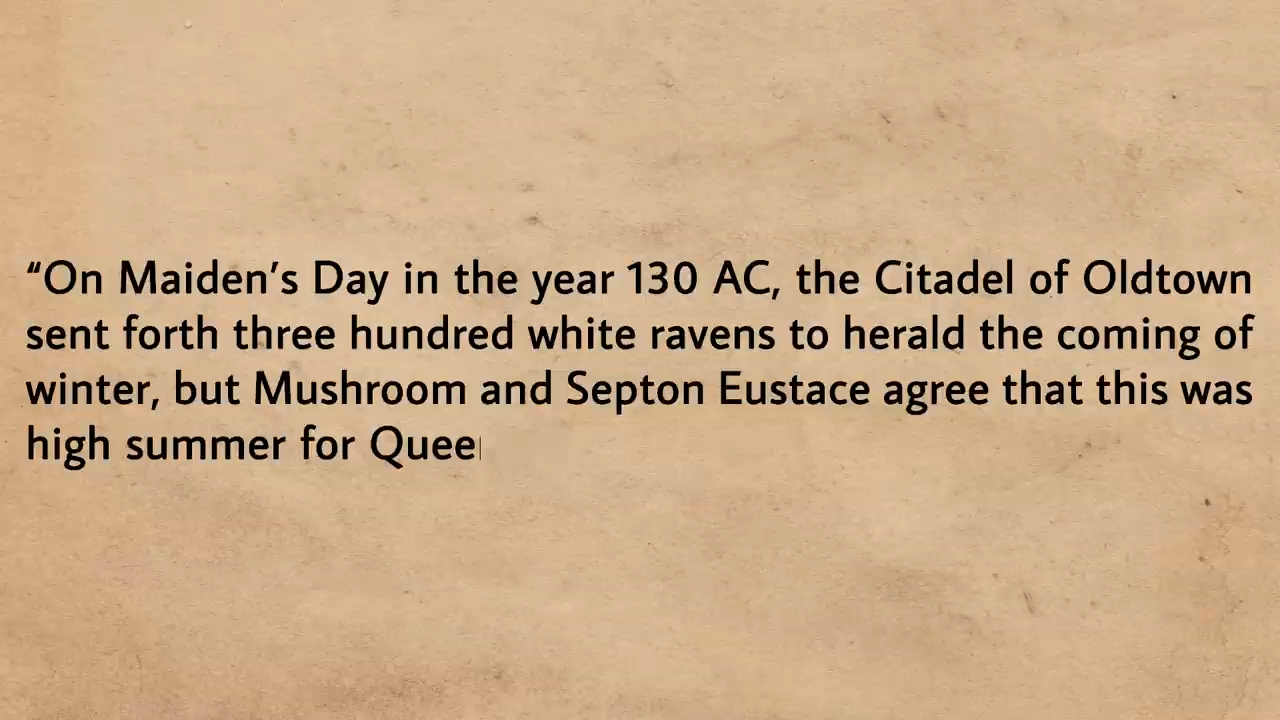 “On Maiden’s Day in the year 130 AC, the Citadel of Oldtown
sent forth three hundred white ravens to herald the coming of
winter, but Mushroom and Septon Eustace agree that this was
high summer for Quee